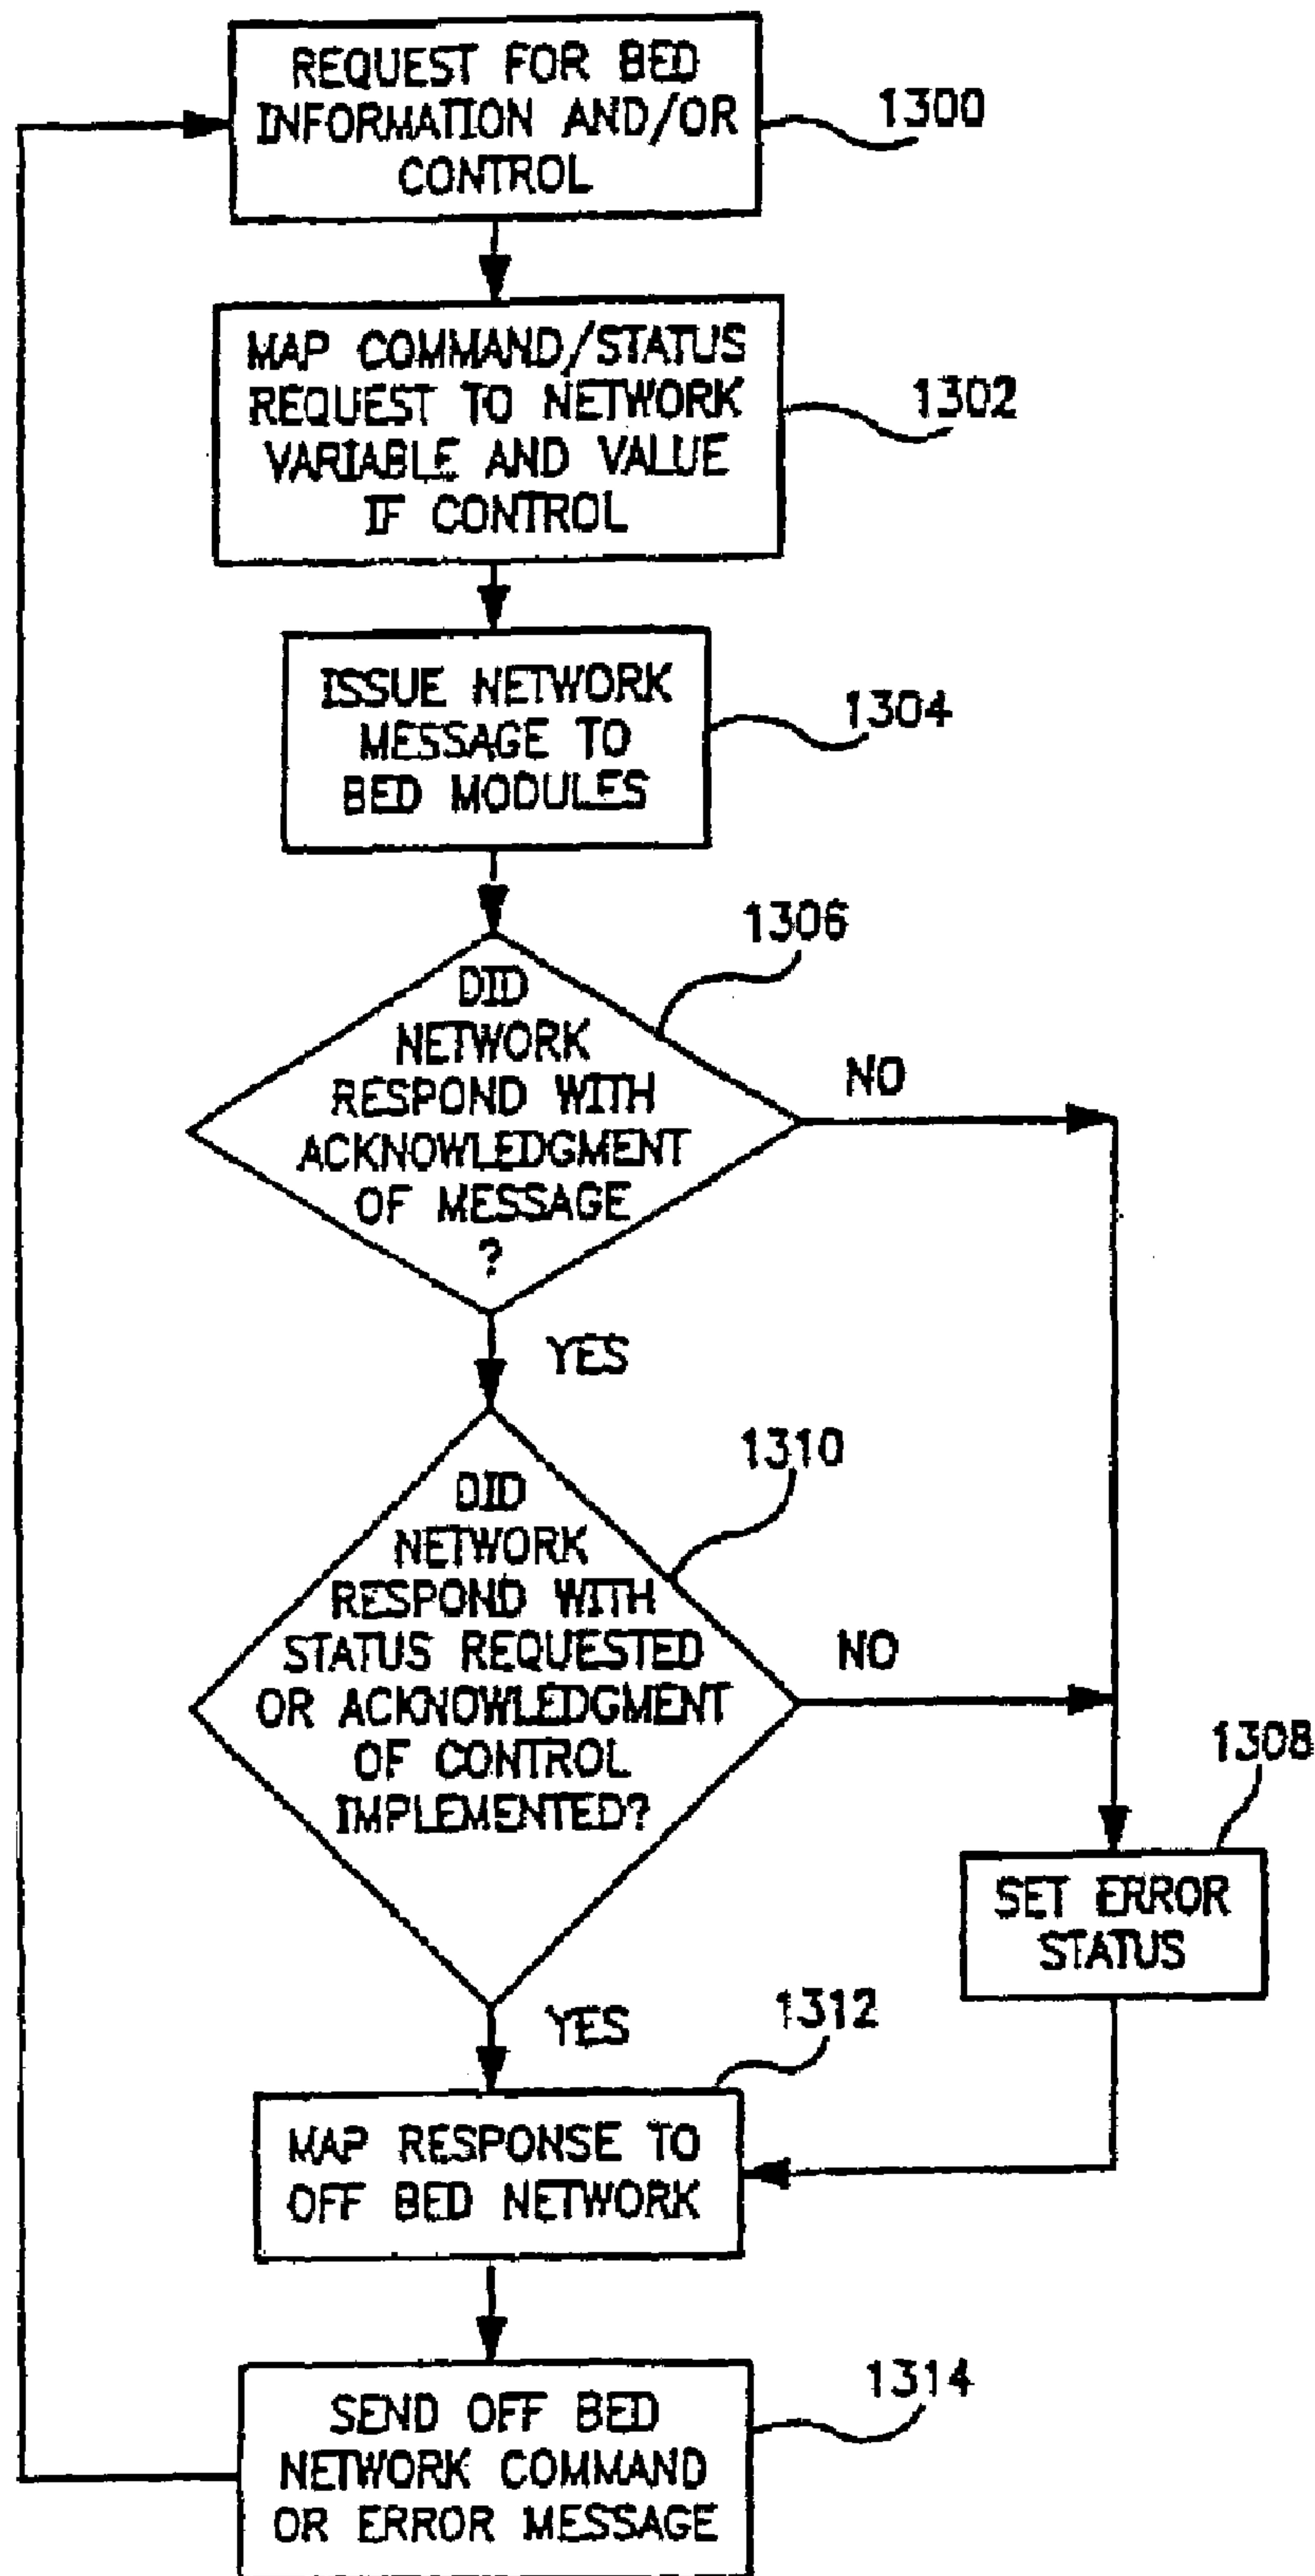 REQUEST FOR BED
INFORMATION AND/OR
CONTROL
1300
MAP COMMAND/STATUS
REQUEST TO NETWORK
VARIABLE AND VALUE
IF CONTROL
1302
ISSUE NETWORK
MESSAGE TO
BED MODULES
1304
1306
DID
NETWORK
RESPOND WITH
ACKNOWLEDGMENT
OF MESSAGE
?
NO
YES
1310
DID
NETWORK
RESPOND WITH
STATUS REQUESTED
OR ACKNOWLEDGMENT
OF CONTROL
IMPLEMENTED?
NO
1308
SET ERROR
STATUS
YES
1312
MAP RESPONSE TO
OFF BED NETWORK
1314
SEND OFF BED
NETWORK COMMAND
OR ERROR MESSAGE